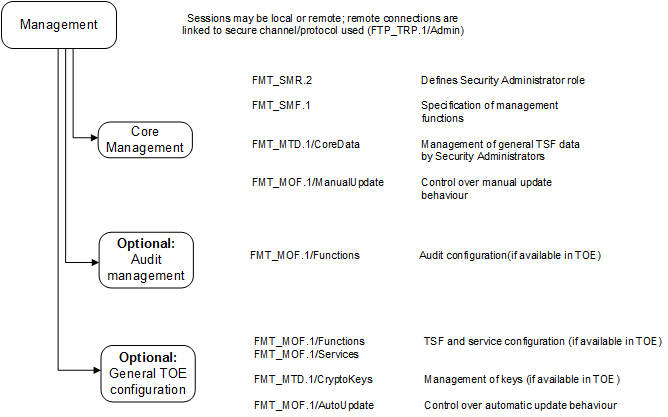 Management
Sessions may be local or remote; remote connections are
linked to secure channel/protocol used (FTP_TRP.1/Admin)
FMT_SMR.2 Defines Security Administrator role
FMT_SMF.1 Specification of management
functions
Core
Management
FMT_MTD.1/CoreData Management of general TSF data
by Security Administrators
FMT_MOF.1/ManualUpdate Control over manual update
behaviour
Optional:
Audit
management
FMT_MOF.1/Functions Audit configuration(if available in TOE)
Optional:
General TOE
configuration
FMT_MOF.1/Functions TSF and service configuration (if available in TOE)
FMT_MOF.1/Services
FMT_MTD.1/CryptoKeys Management of keys (if available in TOE)
FMT_MOF.1/AutoUpdate Control over automatic update behaviour